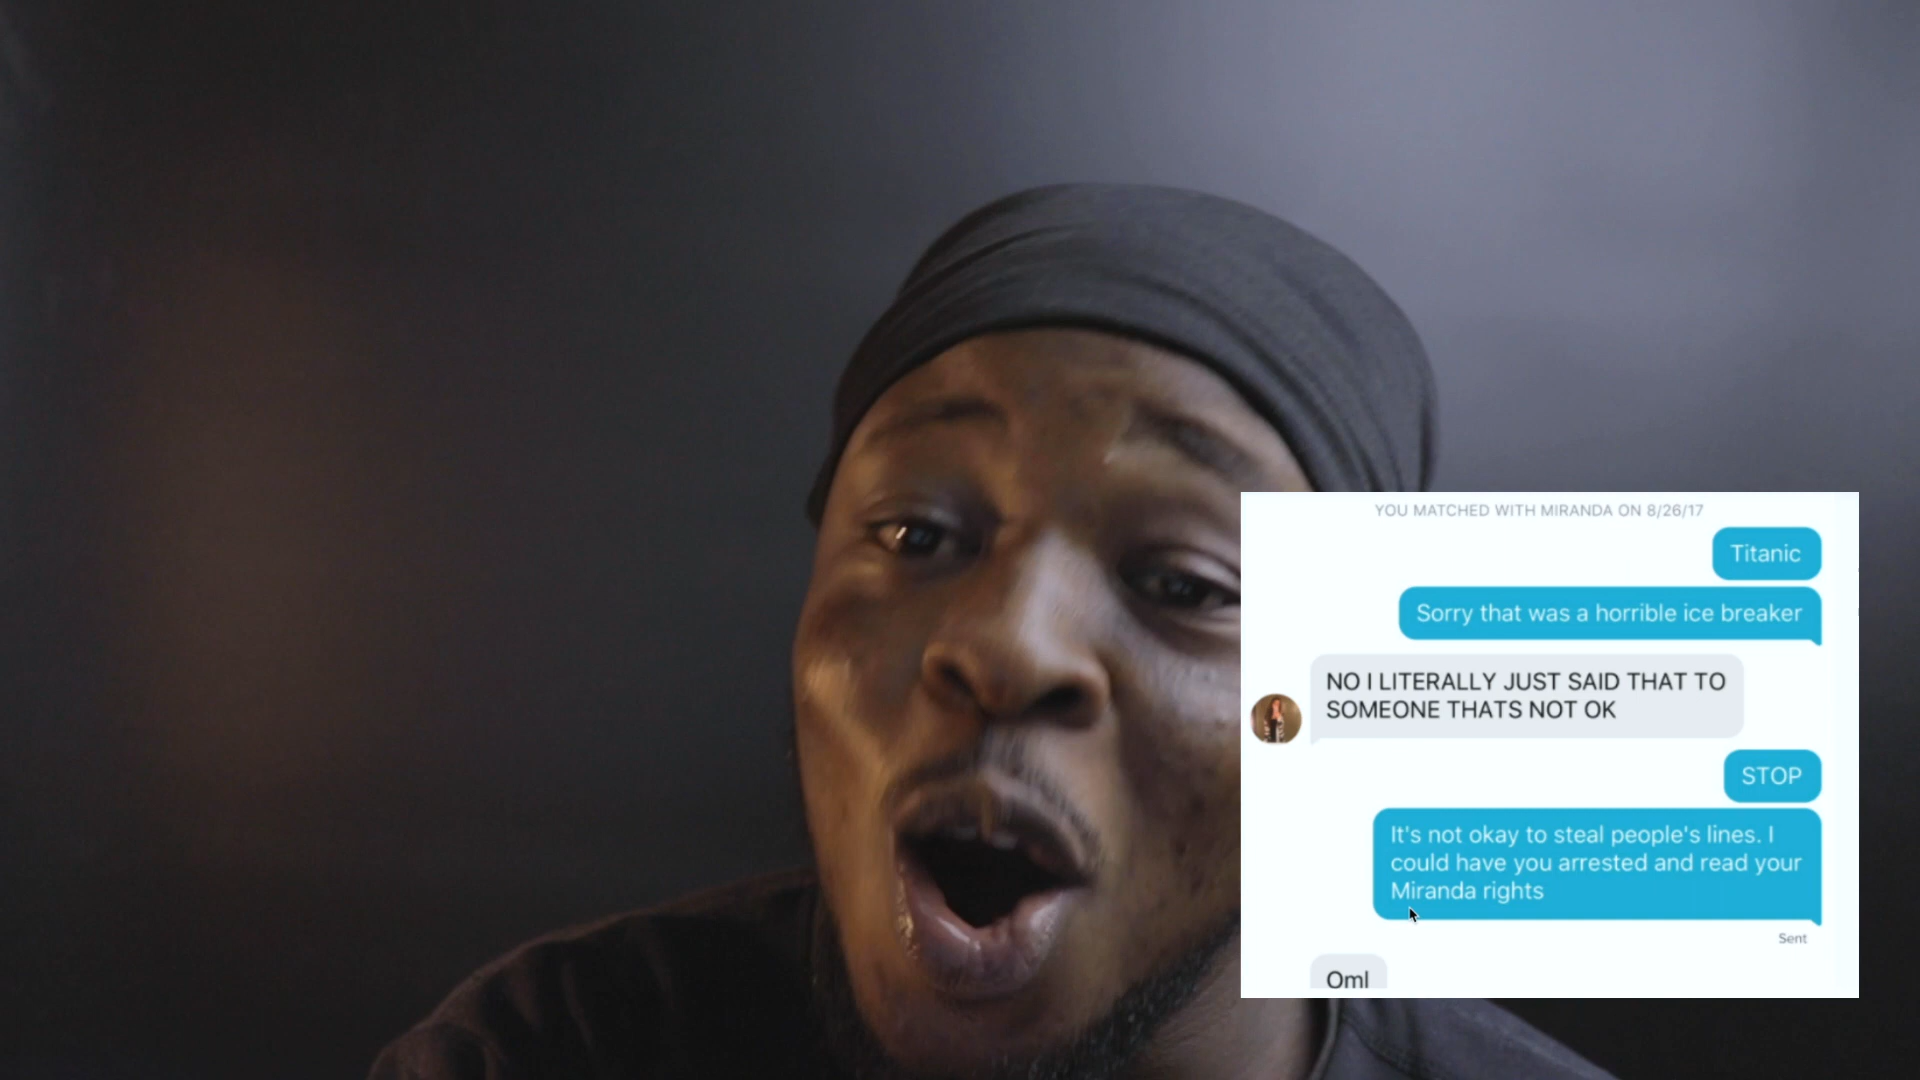 YOU MATCHED WITH MIRANDA ON 8/26/17
Titanic
Sorry that was a horrible ice breaker
NO I LITERALLY JUST SAID THAT TO
SOMEONE THATS NOT OK
STOP
It's not okay to steal people's lines. I
could have you arrested and read your
Miranda rights
Sent
Oml